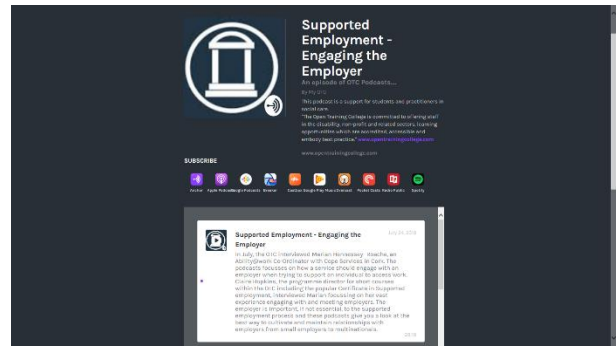 Supported
Employment -
Engaging the
Employer
An episode of OTC Podcasts...
By My OTC
This podcast is a support for students and practitioners in
social care.
"The Open Training College is committed to offering staff
in the disability, non-profit and related sectors, learning
opportunities which are accredited, accessible and
embody best practice." www.opentrainingcollege.com
www.opentrainingcollege.com
SUBSCRIBE
Anchor Apple Podcasts Google Podcasts Breaker Castbox Google Play Music Overcast Pocket Casts RadioPublic Spotify
Supported Employment - Engaging the
Employer
In July, the OTC interviewed Marian Hennessy- Roache, an
Ability@work Co-Ordinator with Cope Services in Cork. The
podcasts focusses on how a service should engage with an
employer when trying to support an individual to access work.
Claire Hopkins, the programme director for short courses
within the OTC including the popular Certificate in Supported
employment, interviewed Marian focussing on her vast
experience engaging with and meeting employers. The
employer is important, if not essential, to the supported
employment process and these podcasts give you a look at the
best way to cultivate and maintain relationships with
employers from small employers to multinationals.